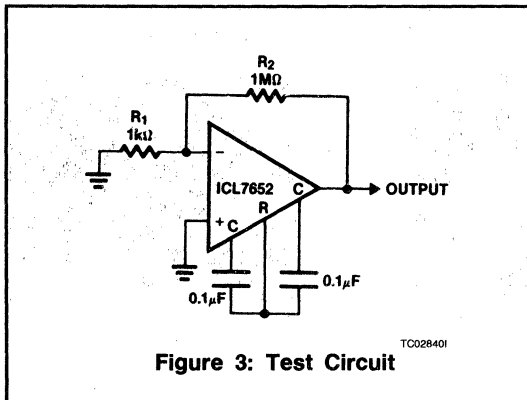 R2
1MΩ
R1
1kΩ
−
ICL7652
C
OUTPUT
R
+
C
0.1μF
0.1μF
TC02840I
Figure 3: Test Circuit